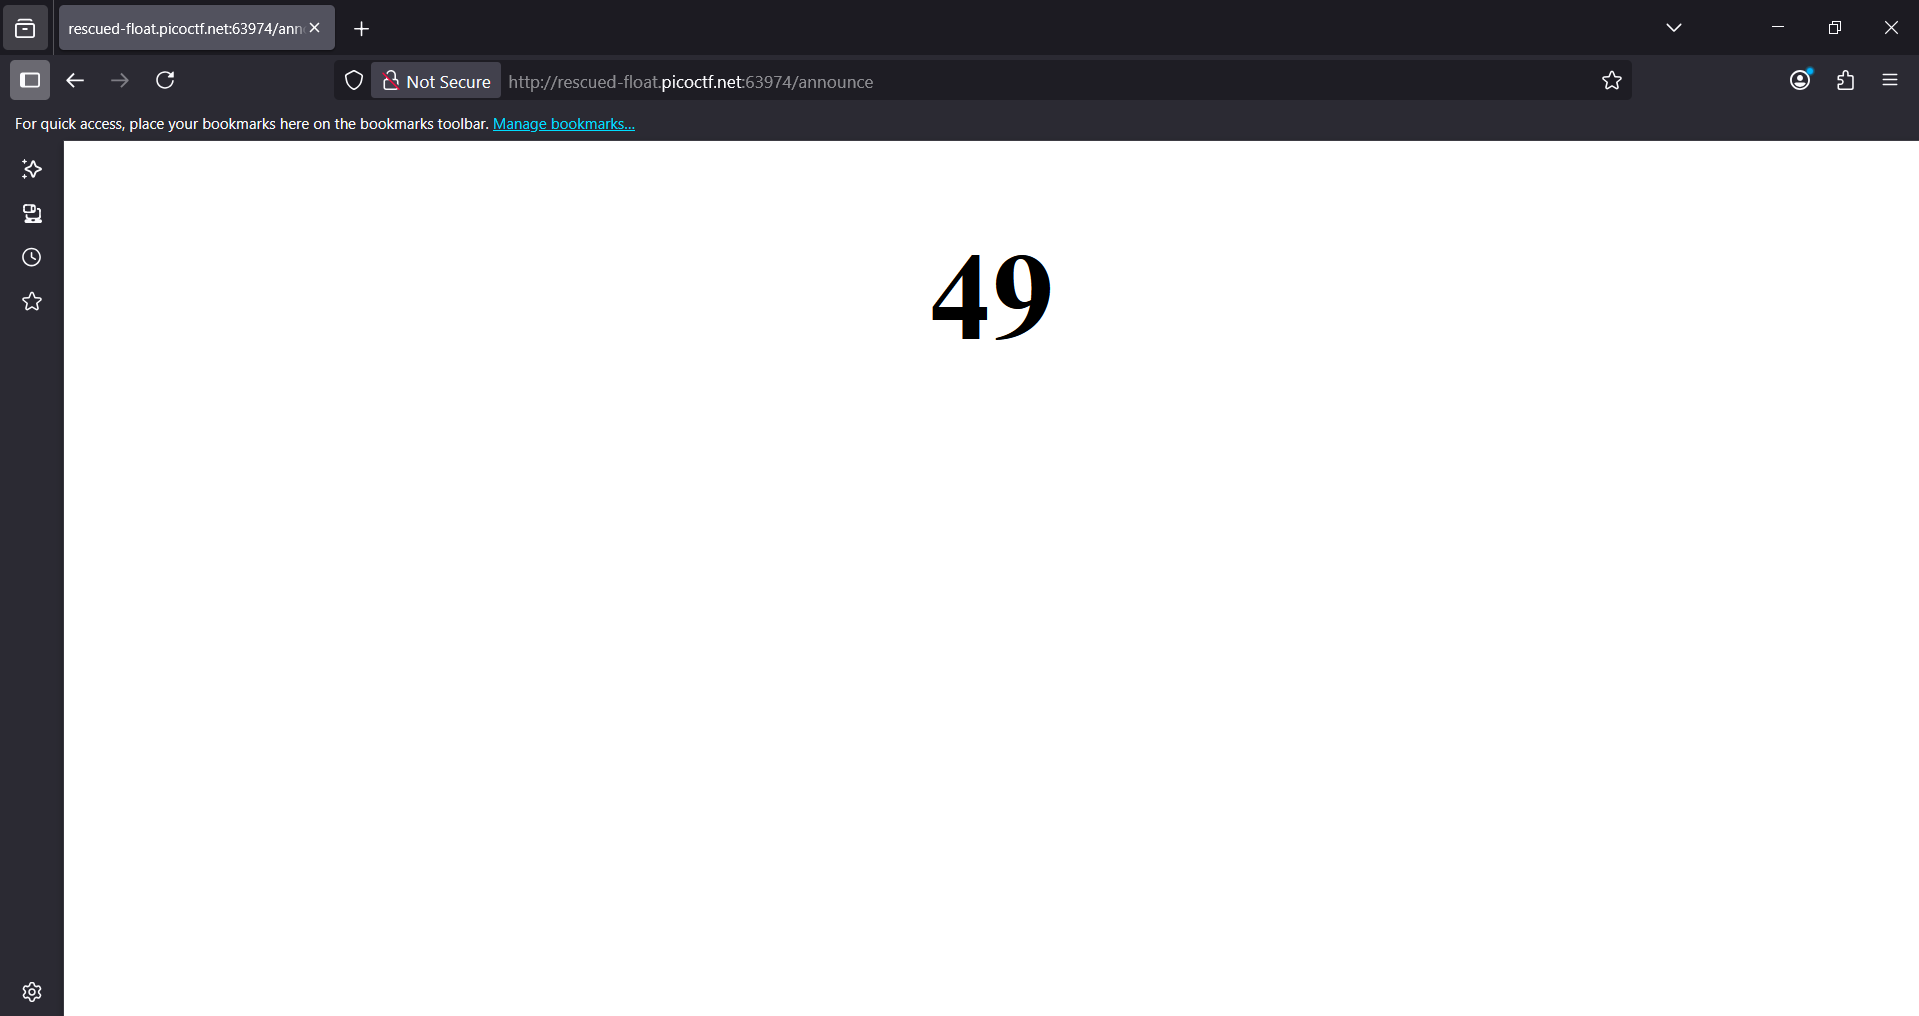 rescued-float.picoctf.net:63974/ann
Not Secure http://rescued-float.picoctf.net:63974/announce
For quick access, place your bookmarks here on the bookmarks toolbar. Manage bookmarks...
49